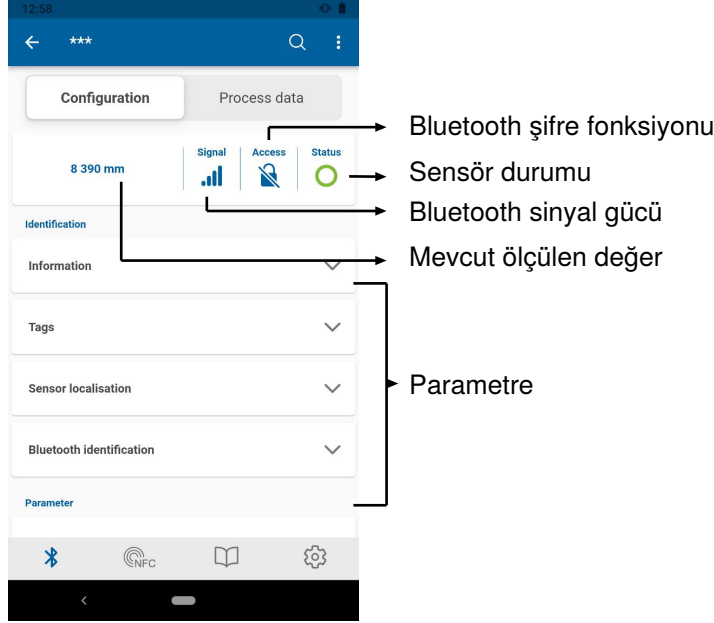 12:58
***
Configuration
Process data
Bluetooth şifre fonksiyonu
Signal
Access
Status
8 390 mm
Sensör durumu
Bluetooth sinyal gücü
Identification
Mevcut ölçülen değer
Information
Tags
Parametre
Sensor localisation
Bluetooth identification
Parameter
NFC